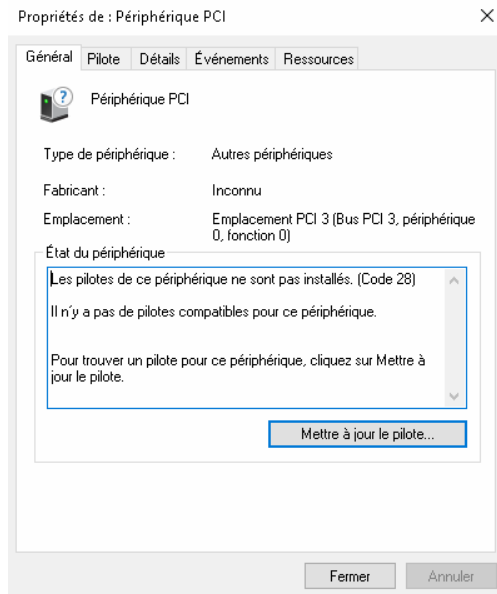 Propriétés de : Périphérique PCI
Général Pilote Détails Événements Ressources
Périphérique PCI
Type de périphérique : Autres périphériques
Fabricant : Inconnu
Emplacement : Emplacement PCI 3 (Bus PCI 3, périphérique
0, fonction 0)
État du périphérique
Les pilotes de ce périphérique ne sont pas installés. (Code 28)
Il n'y a pas de pilotes compatibles pour ce périphérique.
Pour trouver un pilote pour ce périphérique, cliquez sur Mettre à
jour le pilote.
Mettre à jour le pilote...
Fermer Annuler